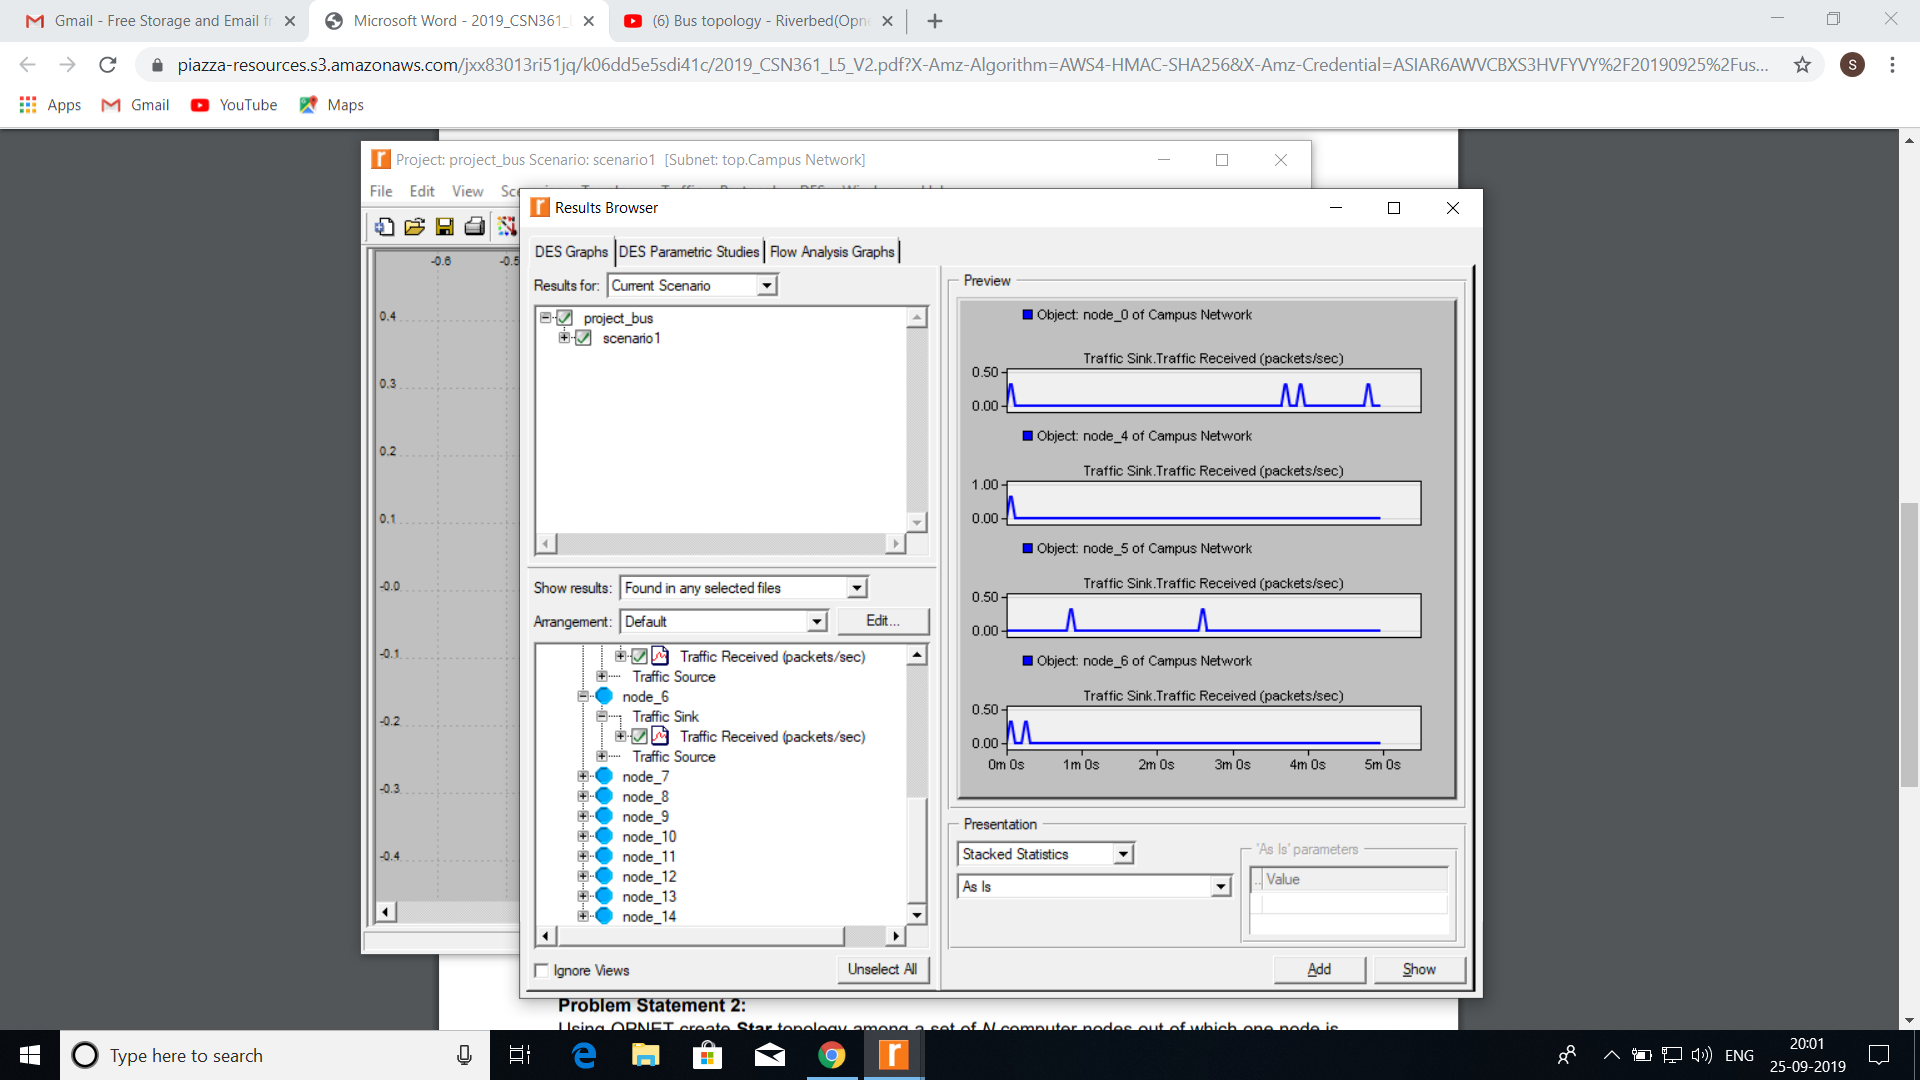 Gmail - Free Storage and Email f
Microsoft Word - 2019_CSN361_
(6) Bus topology - Riverbed(Opn
piazza-resources.s3.amazonaws.com/jxx83013ri51jq/k06dd5e5sdi41c/2019_CSN361_L5_V2.pdf?X-Amz-Algorithm=AWS4-HMAC-SHA256&X-Amz-Credential=ASIAR6AWVCBXS3HVFYVY%2F20190925%2Fus...
S
Apps
Gmail
YouTube
Maps
Project: project_bus Scenario: scenario1 [Subnet: top.Campus Network]
File Edit View
Results Browser
-0.6
0.4
0.3
0.2
0.1
-0.0
-0.1
-0.2
-0.3
-0.4
DES Graphs
DES Parametric Studies
Flow Analysis Graphs
Results for: Current Scenario
project_bus
scenario1
Show results: Found in any selected files
Arrangement: Default
Edit...
Traffic Received (packets/sec)
Traffic Source
node_6
Traffic Sink
Traffic Received (packets/sec)
Traffic Source
node_7
node_8
node_9
node_10
node_11
node_12
node_13
node_14
Ignore Views
Unselect All
Preview
Object: node_0 of Campus Network
Traffic Sink.Traffic Received (packets/sec)
0.50
0.00
Object: node_4 of Campus Network
Traffic Sink.Traffic Received (packets/sec)
1.00
0.00
Object: node_5 of Campus Network
Traffic Sink.Traffic Received (packets/sec)
0.50
0.00
Object: node_6 of Campus Network
Traffic Sink.Traffic Received (packets/sec)
0.50
0.00
0m 0s 1m 0s 2m 0s 3m 0s 4m 0s 5m 0s
Presentation
Stacked Statistics
As Is
'As Is' parameters
.. Value
Add
Show
Problem Statement 2:
Using OPNET create Star topology among a set of N computer nodes out of which one node is
Type here to search
ENG
20:01
25-09-2019